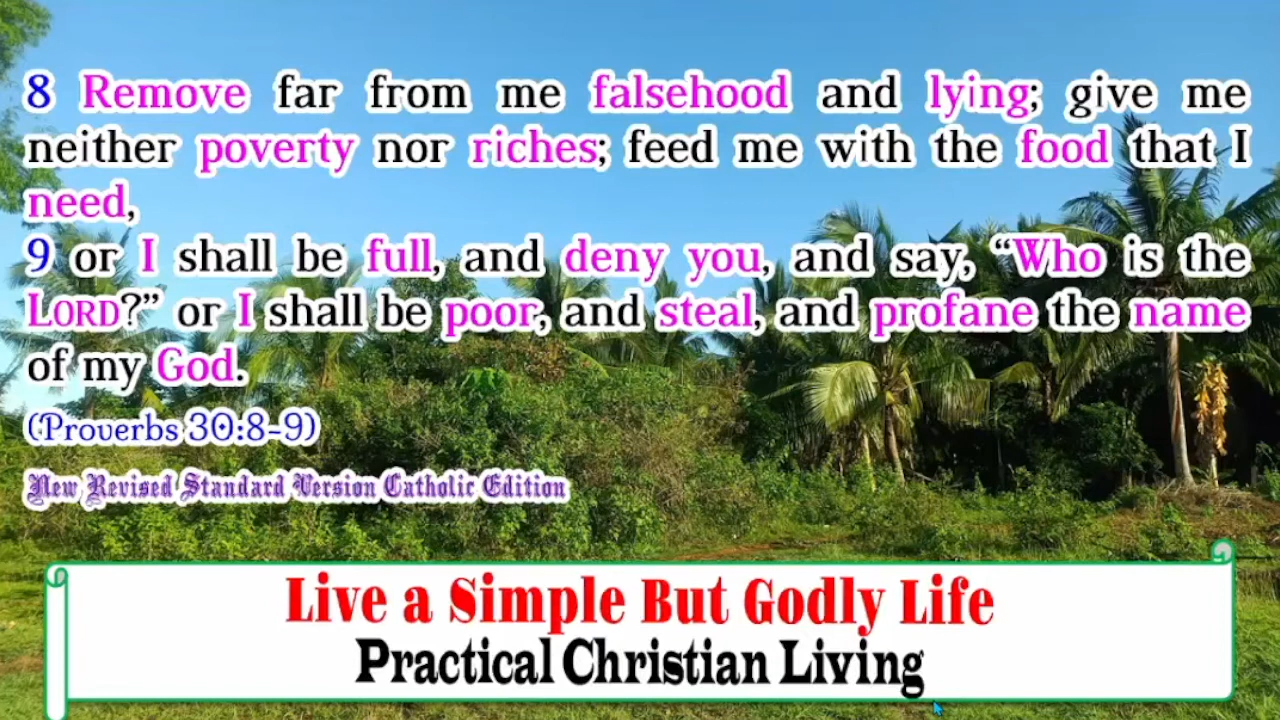 8 Remove far from me falsehood and lying; give me
neither poverty nor riches; feed me with the food that I
need,
9 or I shall be full, and deny you, and say, “Who is the
LORD?” or I shall be poor, and steal, and profane the name
of my God.
(Proverbs 30:8-9)
New Revised Standard Version Catholic Edition
Live a Simple But Godly Life
Practical Christian Living